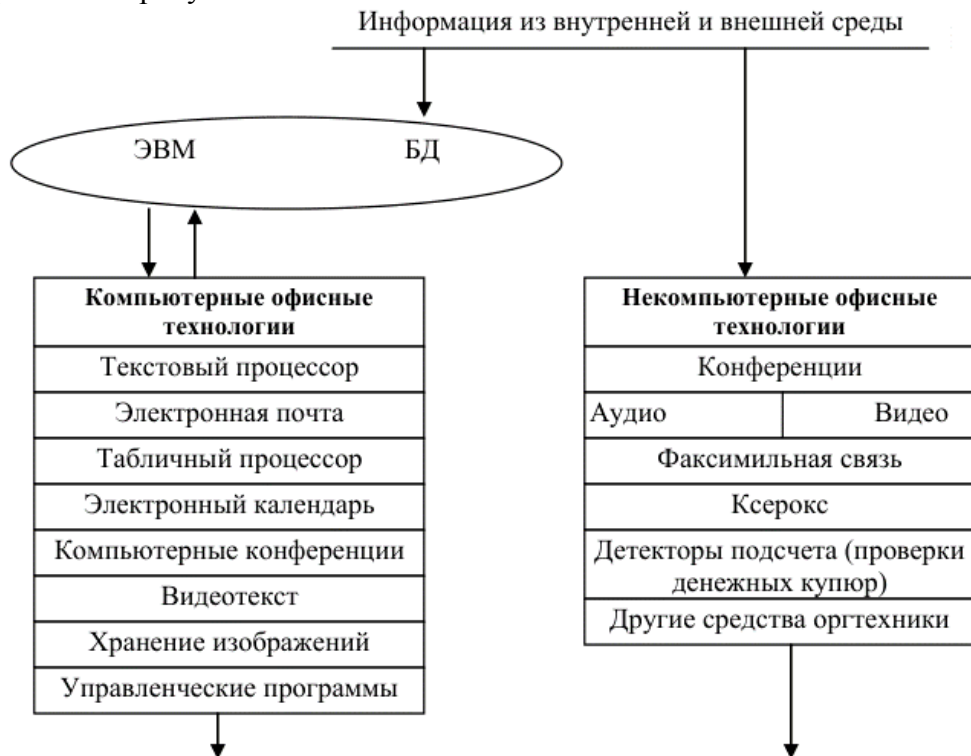 Информация из внутренней и внешней среды
ЭВМ БД
Компьютерные офисные
технологии
Текстовый процессор
Электронная почта
Табличный процессор
Электронный календарь
Компьютерные конференции
Видеотекст
Хранение изображений
Управленческие программы
Некомпьютерные офисные
технологии
Конференции
Аудио Видео
Факсимильная связь
Ксерокс
Детекторы подсчета (проверки
денежных купюр)
Другие средства оргтехники